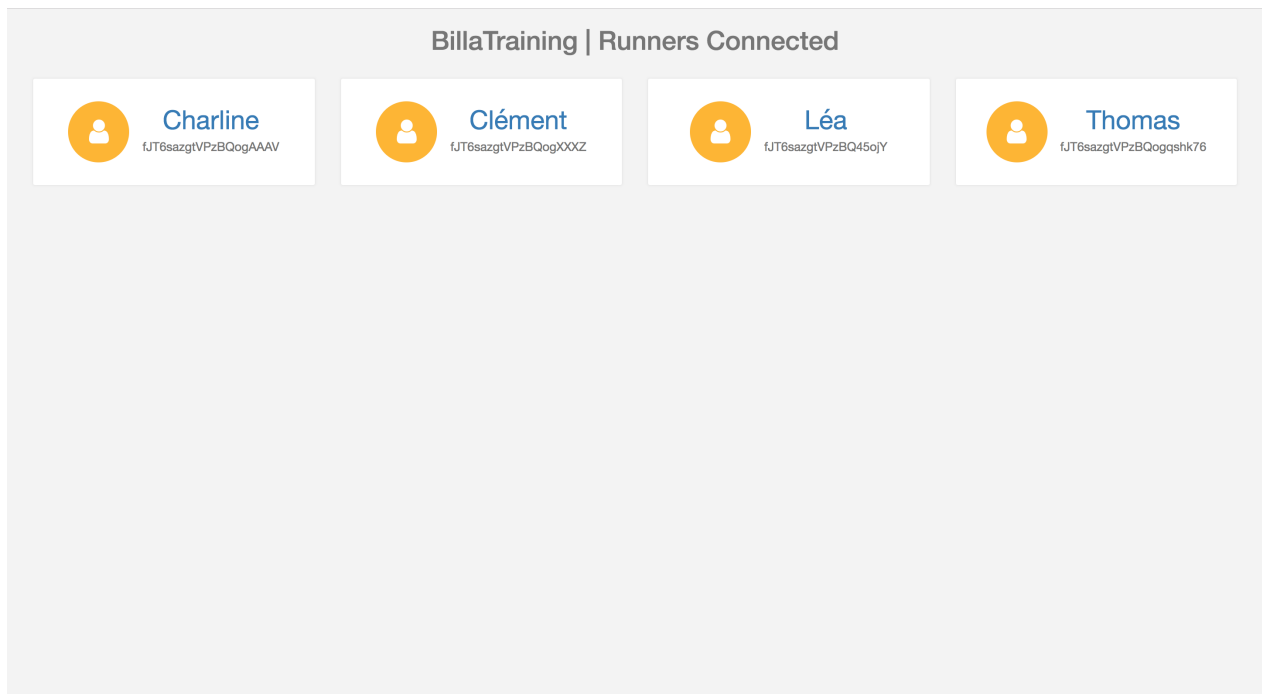 BillaTraining | Runners Connected
Charline
fJT6sazgtVPzBQogAAAV
Clément
fJT6sazgtVPzBQogXXXZ
Léa
fJT6sazgtVPzBQ45ojY
Thomas
fJT6sazgtVPzBQogqshk76